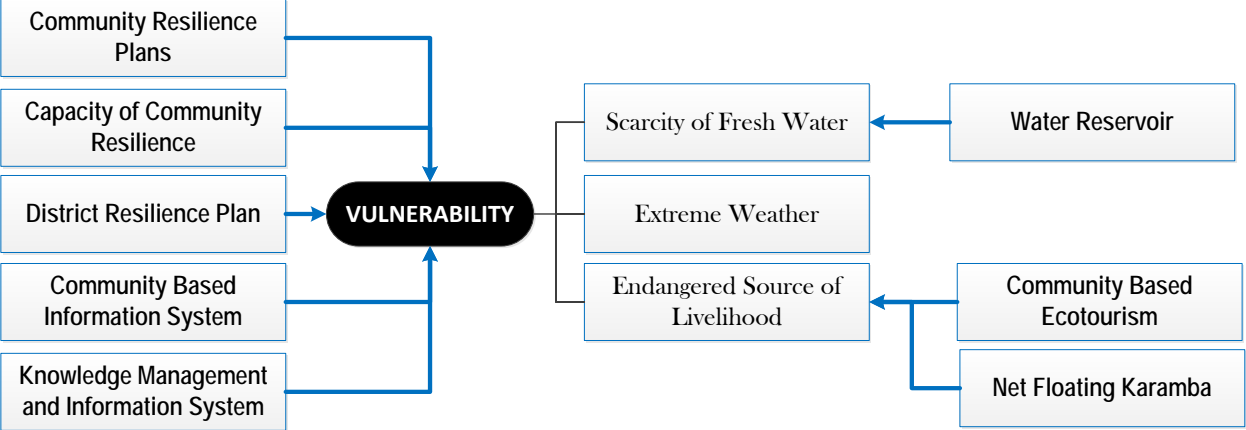 Community Resilience
Plans
Capacity of Community
Resilience
District Resilience Plan
Community Based
Information System
Knowledge Management
and Information System
VULNERABILITY
Scarcity of Fresh Water
Extreme Weather
Endangered Source of
Livelihood
Water Reservoir
Community Based
Ecotourism
Net Floating Karamba